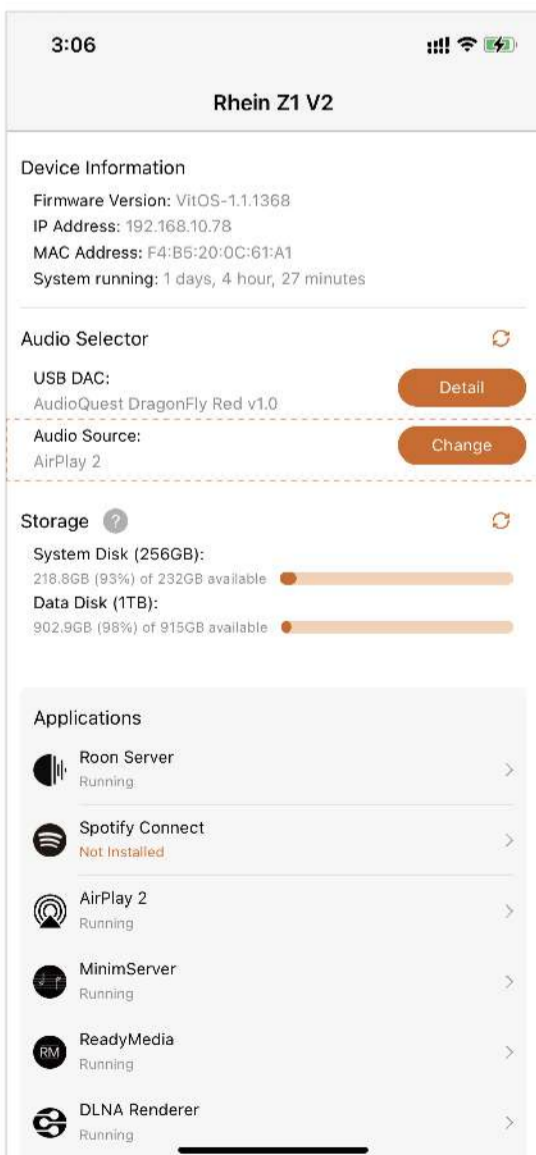 3:06
Rhein Z1 V2
Device Information
Firmware Version: VitOS-1.1.1368
IP Address: 192.168.10.78
MAC Address: F4:B5:20:0C:61:A1
System running: 1 days, 4 hour, 27 minutes
Audio Selector
USB DAC:
AudioQuest DragonFly Red v1.0
Detail
Audio Source:
AirPlay 2
Change
Storage ?
System Disk (256GB):
218.8GB (93%) of 232GB available
Data Disk (1TB):
902.9GB (98%) of 915GB available
Applications
Roon Server
Running
Spotify Connect
Not Installed
AirPlay 2
Running
MinimServer
Running
RM
ReadyMedia
Running
DLNA Renderer
Running